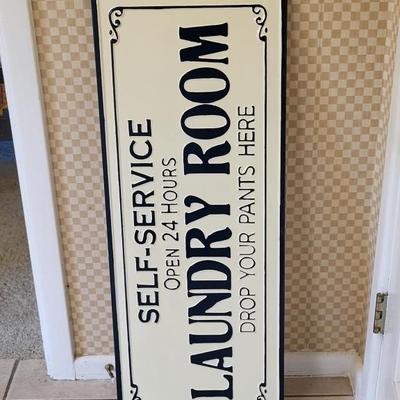 SELF-SERVICE
OPEN 24 HOURS
LAUNDRY ROOM
DROP YOUR PANTS HERE